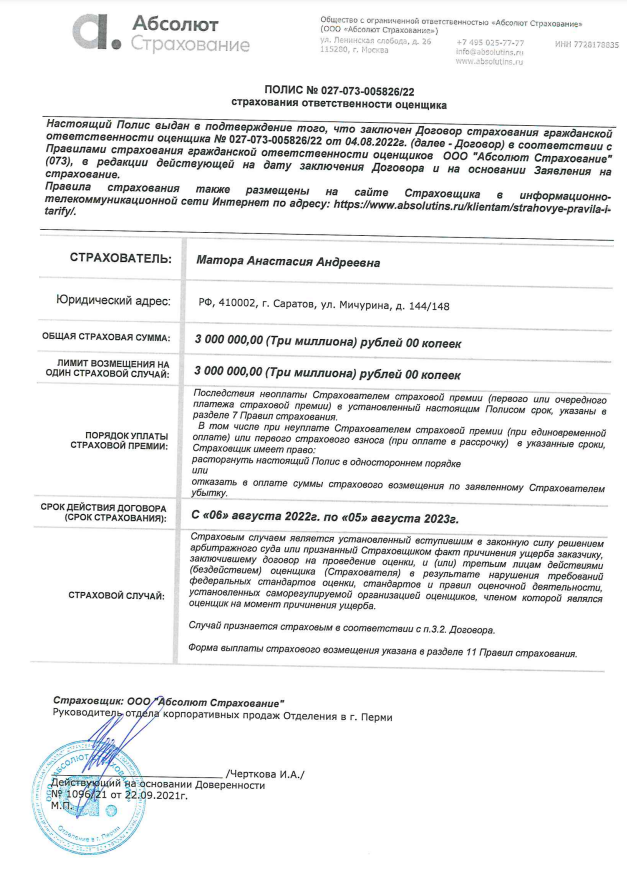 Абсолют
Страхование
Общество с ограниченной ответственностью «Абсолют Страхование»
(ООО «Абсолют Страхование»)
ул. Ленинская слобода, д. 26
115280, г. Москва
+7 495 025-77-77
info@absolutins.ru
www.absolutins.ru
ИНН 7728178835
ПОЛИС № 027-073-005826/22
страхования ответственности оценщика
Настоящий Полис выдан в подтверждение того, что заключен Договор страхования гражданской
ответственности оценщика № 027-073-005826/22 от 04.08.2022г. (далее - Договор) в соответствии с
Правилами страхования гражданской ответственности оценщиков ООО "Абсолют Страхование"
(073), в редакции действующей на дату заключения Договора и на основании Заявления на
страхование.
Правила страхования также размещены на сайте Страховщика в информационно-
телекоммуникационной сети Интернет по адресу: https://www.absolutins.ru/klientam/strahovye-pravila-i-
tarify/.
СТРАХОВАТЕЛЬ:
Матора Анастасия Андреевна
Юридический адрес:
РФ, 410002, г. Саратов, ул. Мичурина, д. 144/148
ОБЩАЯ СТРАХОВАЯ СУММА:
3 000 000,00 (Три миллиона) рублей 00 копеек
ЛИМИТ ВОЗМЕЩЕНИЯ НА
ОДИН СТРАХОВОЙ СЛУЧАЙ:
3 000 000,00 (Три миллиона) рублей 00 копеек
ПОРЯДОК УПЛАТЫ
СТРАХОВОЙ ПРЕМИИ:
Последствия неоплаты Страхователем страховой премии (первого или очередного
платежа страховой премии) в установленный настоящим Полисом срок, указаны в
разделе 7 Правил страхования.
В том числе при неуплате Страхователем страховой премии (при единовременной
оплате) или первого страхового взноса (при оплате в рассрочку) в указанные сроки,
Страховщик имеет право:
расторгнуть настоящий Полис в одностороннем порядке
или
отказать в оплате суммы страхового возмещения по заявленному Страхователем
убытку.
СРОК ДЕЙСТВИЯ ДОГОВОРА
(СРОК СТРАХОВАНИЯ):
С «06» августа 2022г. по «05» августа 2023г.
СТРАХОВОЙ СЛУЧАЙ:
Страховым случаем является установленный вступившим в законную силу решением
арбитражного суда или признанный Страховщиком факт причинения ущерба заказчику,
заключившему договор на проведение оценки, и (или) третьим лицам действиями
(бездействием) оценщика (Страхователя) в результате нарушения требований
федеральных стандартов оценки, стандартов и правил оценочной деятельности,
установленных саморегулируемой организацией оценщиков, членом которой являлся
оценщик на момент причинения ущерба.
Случай признается страховым в соответствии с п.3.2. Договора.
Форма выплаты страхового возмещения указана в разделе 11 Правил страхования.
Страховщик: ООО "Абсолют Страхование"
Руководитель отдела корпоративных продаж Отделения в г. Перми
/Черткова И.А./
Действующий на основании Доверенности
№ 1096/21 от 22.09.2021г.
М.П.
ООО «АБСОЛЮТ СТРАХОВАНИЕ»
Отделение в г. Перми